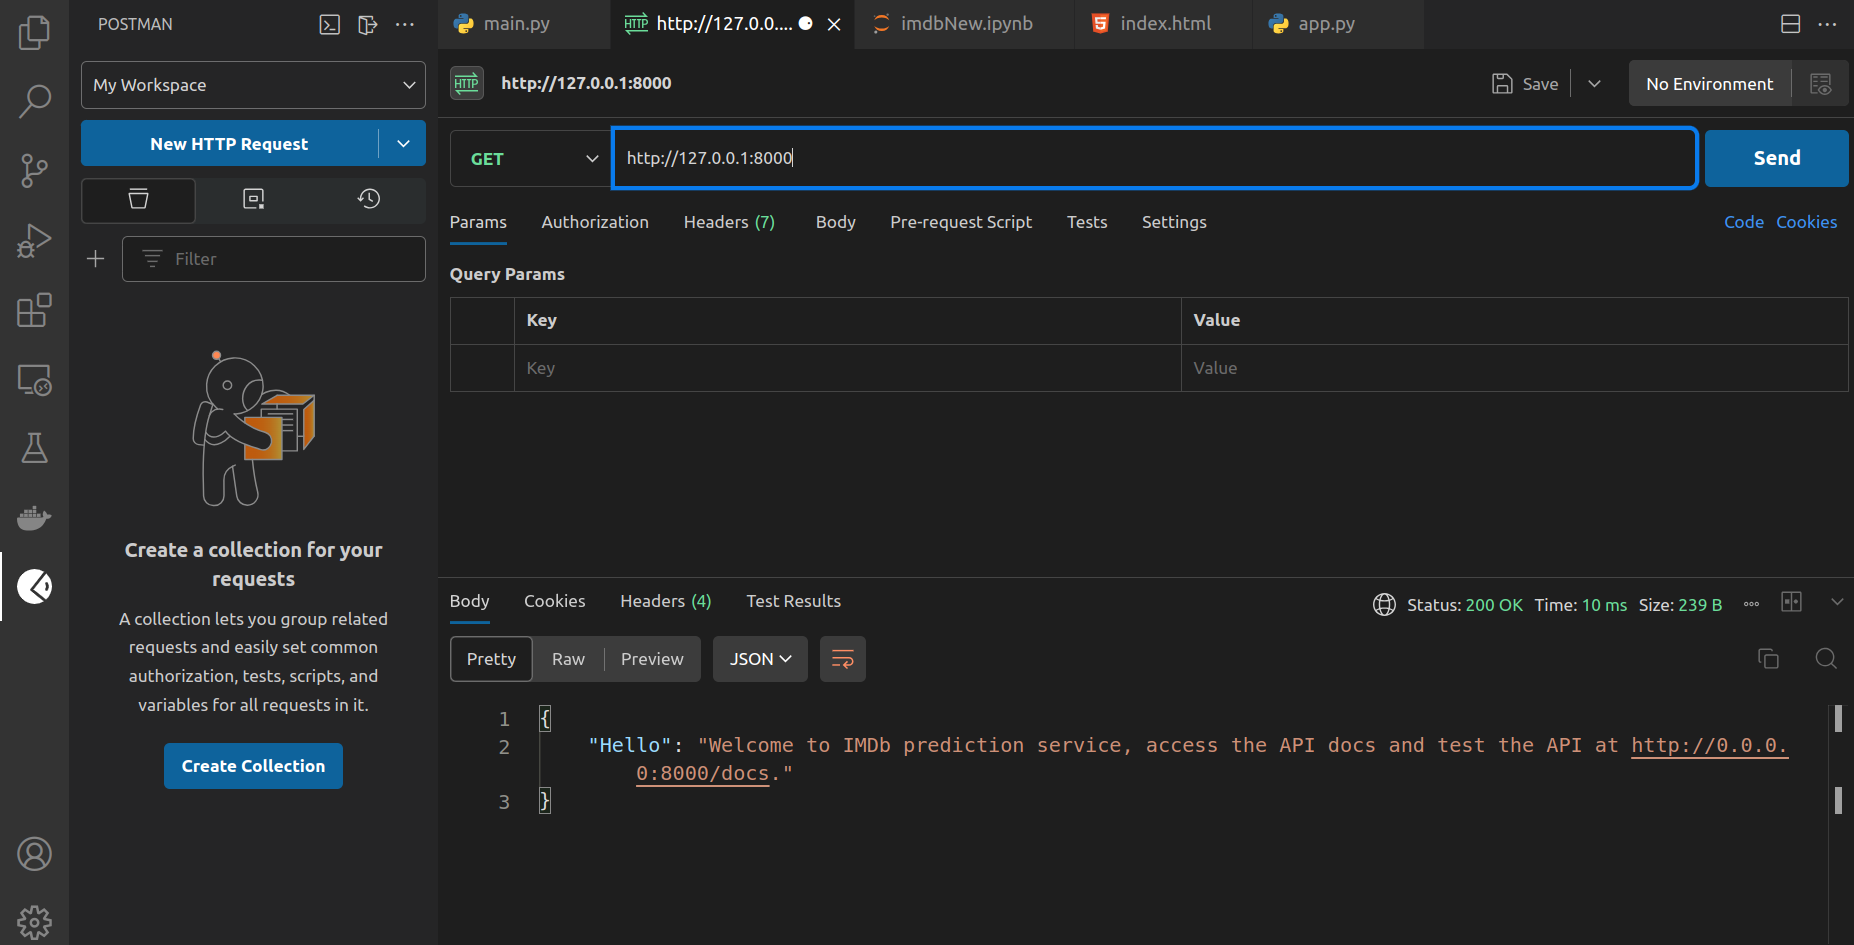 POSTMAN
main.py
http://127.0.0....
imdbNew.ipynb
index.html
app.py
My Workspace
New HTTP Request
Filter
Create a collection for your
requests
A collection lets you group related
requests and easily set common
authorization, tests, scripts, and
variables for all requests in it.
Create Collection
HTTP
http://127.0.0.1:8000
Save
No Environment
GET
http://127.0.0.1:8000
Send
Params
Authorization
Headers (7)
Body
Pre-request Script
Tests
Settings
Code
Cookies
Query Params
Key
Value
Key
Value
Body
Cookies
Headers (4)
Test Results
Status: 200 OK Time: 10 ms Size: 239 B
Pretty
Raw
Preview
JSON
1 {
2 "Hello": "Welcome to IMDb prediction service, access the API docs and test the API at http://0.0.0.
0:8000/docs."
3 }